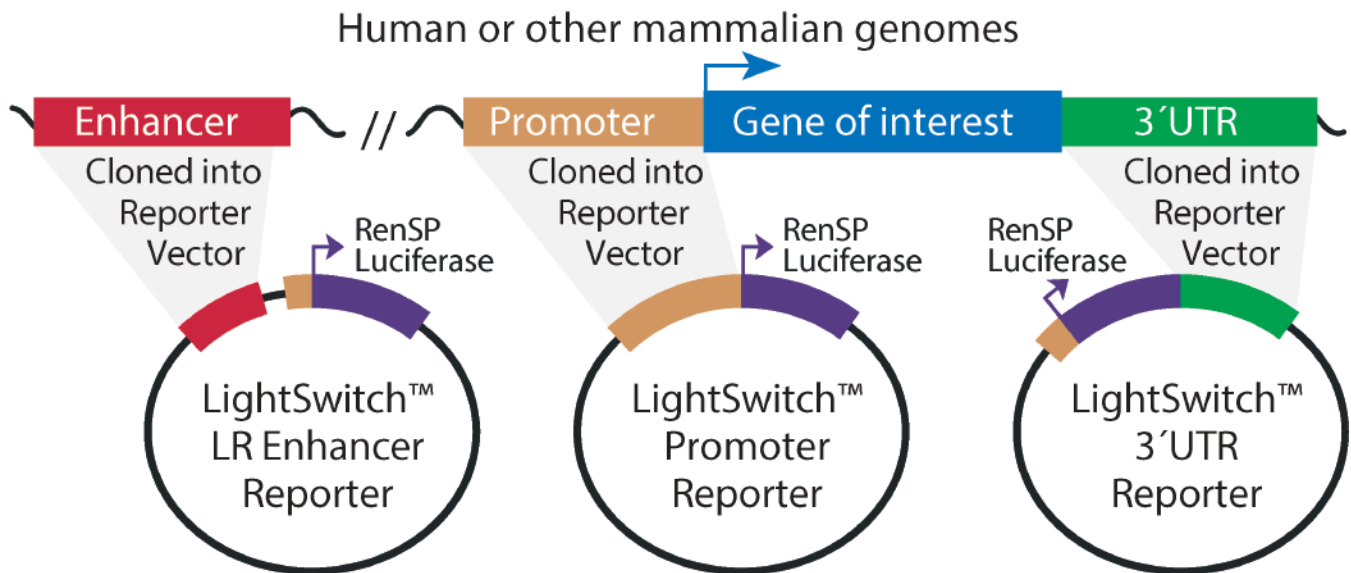 Human or other mammalian genomes
Enhancer
//
Promoter
Gene of interest
3´UTR
Cloned into
Reporter
Vector
RenSP
Luciferase
Cloned into
Reporter
Vector
RenSP
Luciferase
Cloned into
Reporter
Vector
RenSP
Luciferase
LightSwitch™
LR Enhancer
Reporter
LightSwitch™
Promoter
Reporter
LightSwitch™
3´UTR
Reporter